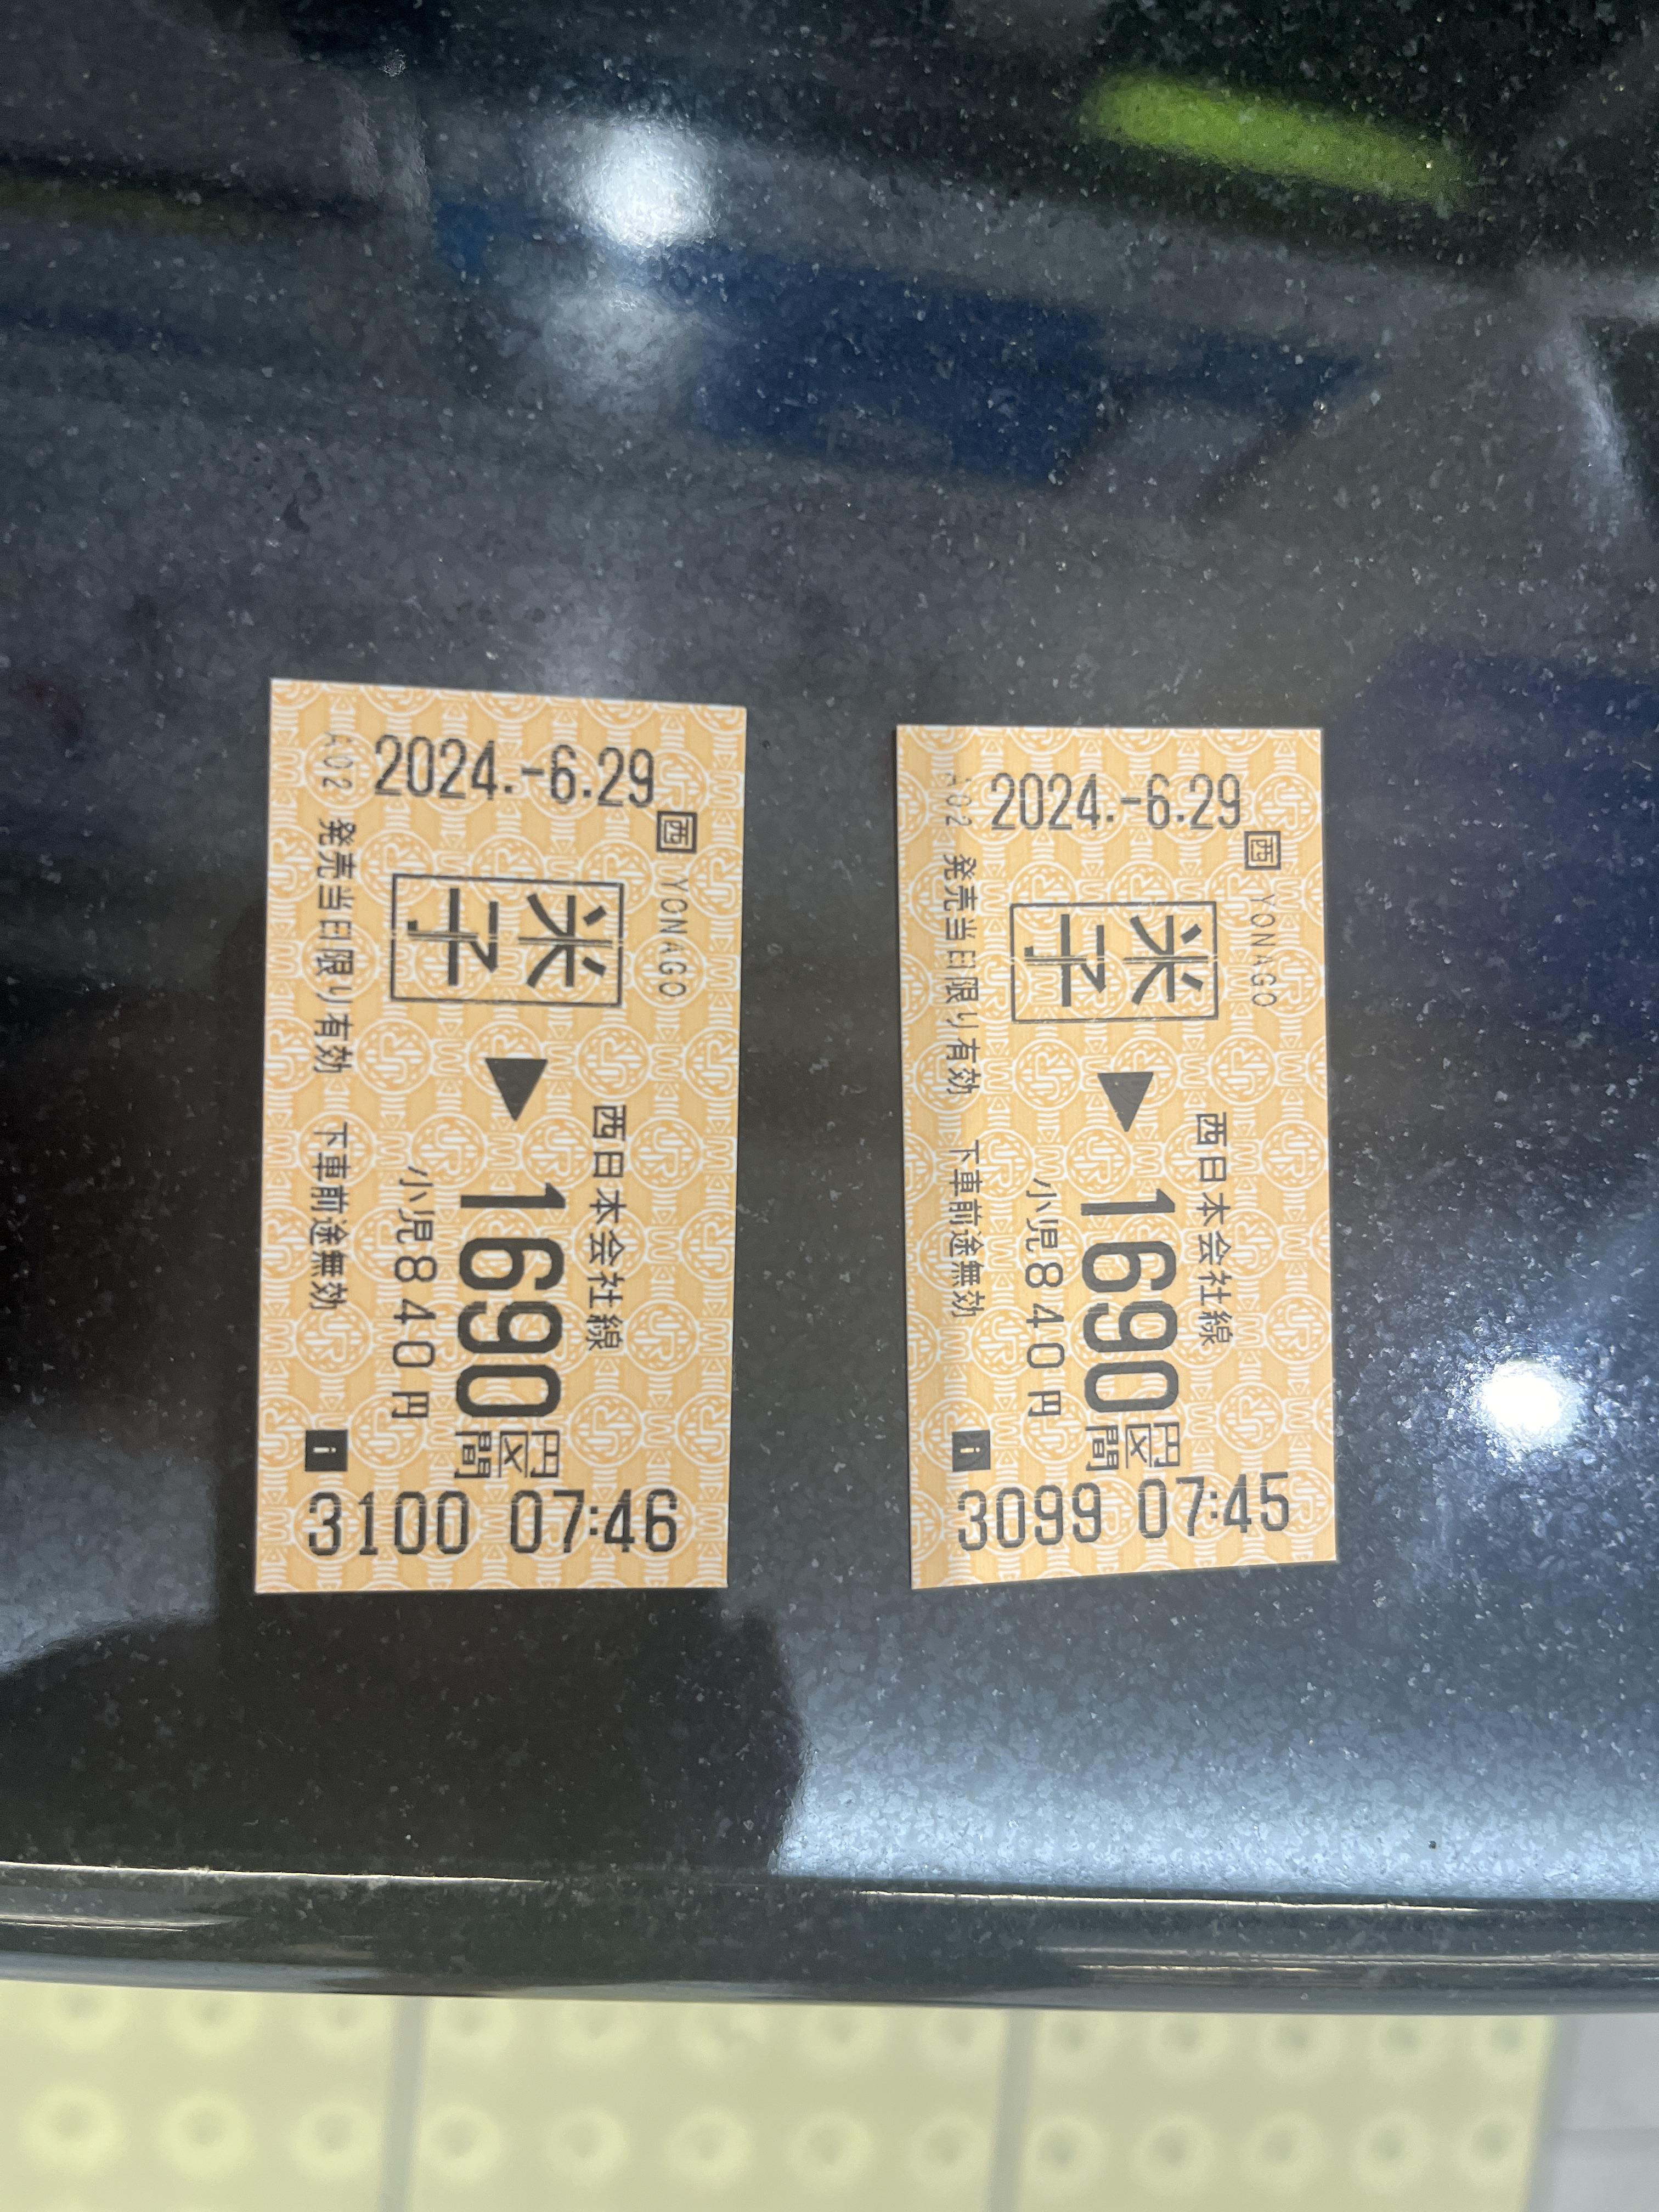 2024.-6.29
西 YONAGO
西日本会社線
米子 ▶ 1690円区間
小児840円
A02 発売当日限り有効 下車前途無効 i
3100 07:46
2024.-6.29
西 YONAGO
西日本会社線
米子 ▶ 1690円区間
小児840円
A02 発売当日限り有効 下車前途無効 i
3099 07:45